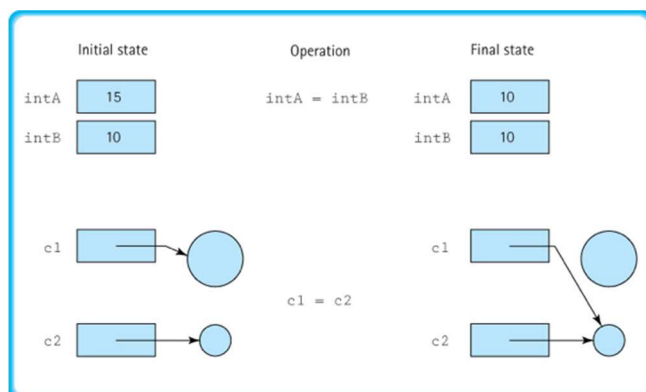 Initial state Operation Final state
intA 15 intA = intB intA 10
intB 10 intB 10
c1 c1
c1 = c2
c2 c2